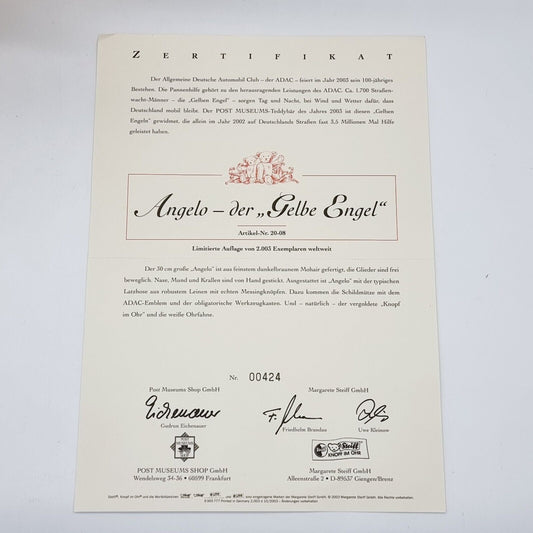 ZERTIFIKAT
Der Allgemeine Deutsche Automobil Club – der ADAC – feiert im Jahr 2003 sein 100-jähriges
Bestehen. Die Pannenhilfe gehört zu den herausragenden Leistungen des ADAC. Ca. 1.700 Straßen-
wacht-Männer – die „Gelben Engel“ – sorgen Tag und Nacht, bei Wind und Wetter dafür, dass
Deutschland mobil bleibt. Der POST MUSEUMS-Teddybär des Jahres 2003 ist diesen „Gelben
Engeln“ gewidmet, die allein im Jahr 2002 auf Deutschlands Straßen fast 3,5 Millionen Mal Hilfe
geleistet haben.
Angelo – der „Gelbe Engel“
Artikel-Nr. 20-08
Limitierte Auflage von 2.003 Exemplaren weltweit
Der 30 cm große „Angelo“ ist aus feinstem dunkelbraunem Mohair gefertigt, die Glieder sind frei
beweglich. Nase, Mund und Krallen sind von Hand gestickt. Ausgestattet ist „Angelo“ mit der typischen
Latzhose aus robustem Leinen mit echten Messingknöpfen. Dazu kommen die Schildmütze mit dem
ADAC-Emblem und der obligatorische Werkzeugkasten. Und – natürlich – der vergoldete „Knopf
im Ohr“ und die weiße Ohrfahne.
Nr. 00424
Post Museums Shop GmbH Margarete Steiff GmbH
Gudrun Eichenauer Friedhelm Brandau Uwe Kleinow
Steiff
KNOPF IM OHR
POST MUSEUMS SHOP GmbH Margarete Steiff GmbH
Wendelsweg 54-56 • 60599 Frankfurt Alleenstraße 2 • D-89537 Giengen/Brenz